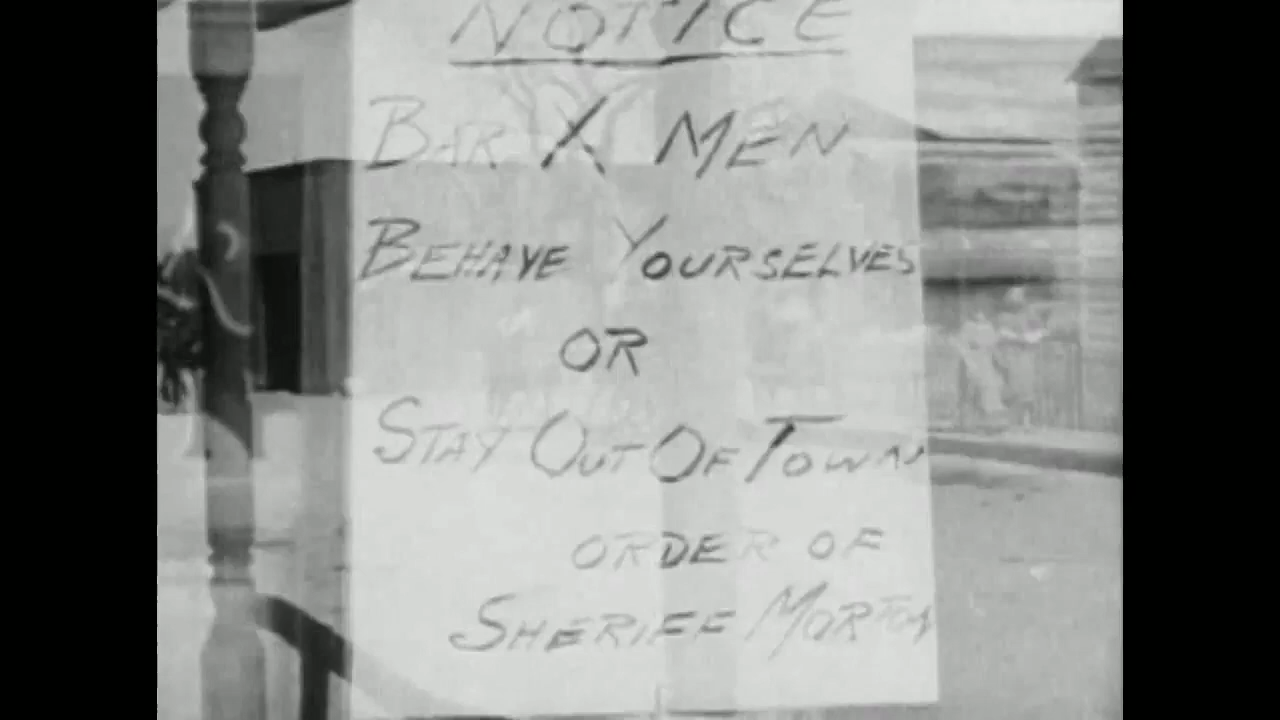 NOTICE
BAR X MEN
BEHAVE YOURSELVES
OR
STAY OUT OF TOWN
ORDER OF
SHERIFF MORTON